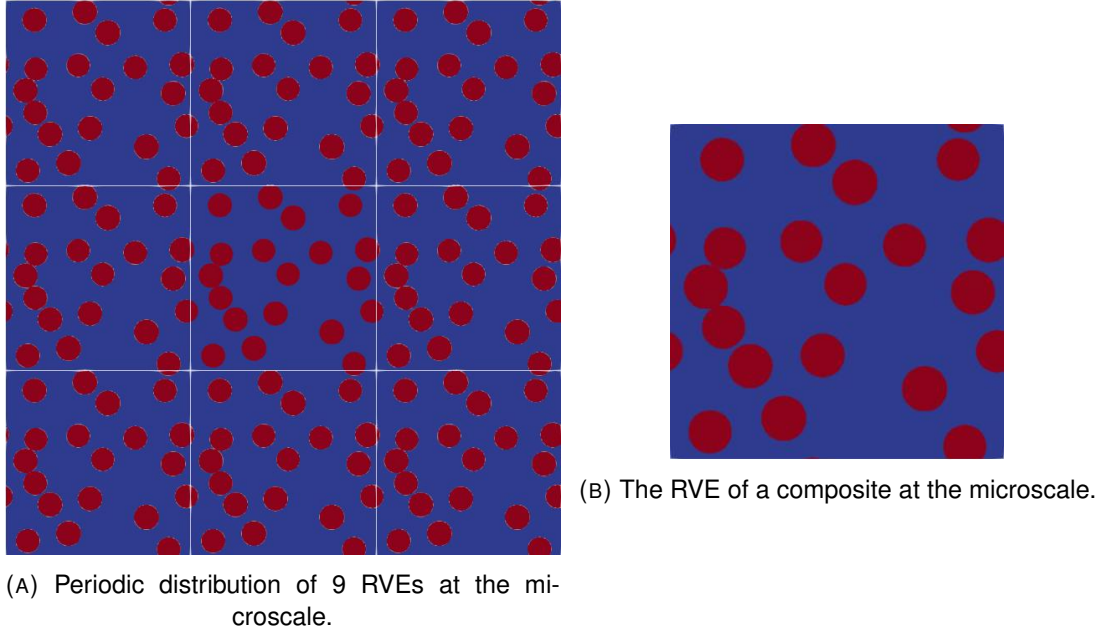 (B) The RVE of a composite at the microscale.
(A) Periodic distribution of 9 RVEs at the mi-
croscale.